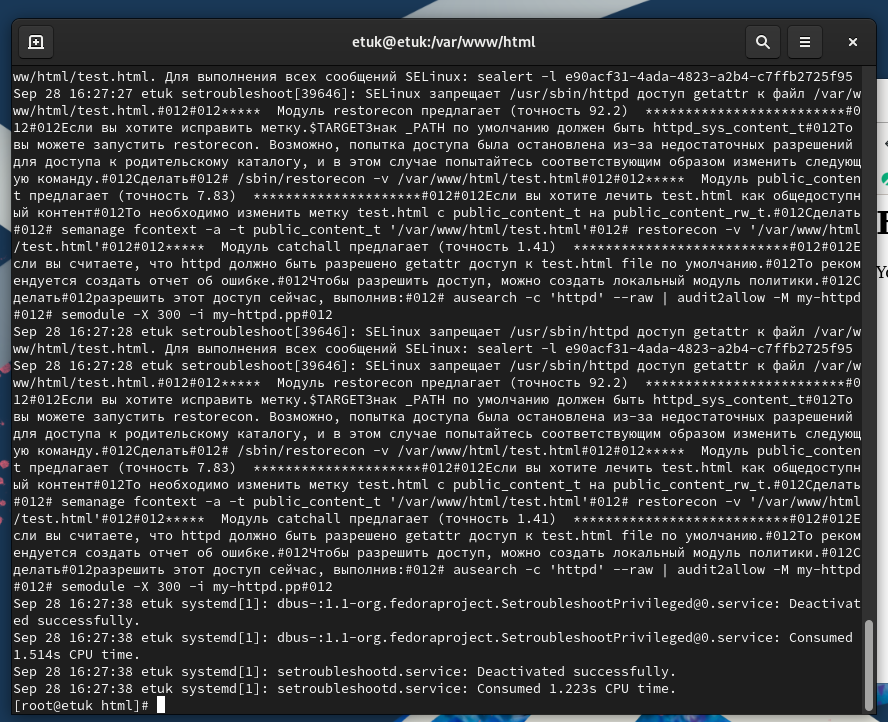 etuk@etuk:/var/www/html
ww/html/test.html. Для выполнения всех сообщений SELinux: sealert -l e90acf31-4ada-4823-a2b4-c7ffb2725f95
Sep 28 16:27:27 etuk setroubleshoot[39646]: SELinux запрещает /usr/sbin/httpd доступ getattr к файл /var/w
ww/html/test.html.#012#012*****  Модуль restorecon предлагает (точность 92.2)  *************************#0
12#012Если вы хотите исправить метку.$TARGETЗнак _PATH по умолчанию должен быть httpd_sys_content_t#012То
вы можете запустить restorecon. Возможно, попытка доступа была остановлена из-за недостаточных разрешений
для доступа к родительскому каталогу, и в этом случае попытайтесь соответствующим образом изменить следующ
ую команду.#012Сделать#012# /sbin/restorecon -v /var/www/html/test.html#012#012*****  Модуль public_conten
t предлагает (точность 7.83)  *********************#012#012Если вы хотите лечить test.html как общедоступн
ый контент#012То необходимо изменить метку test.html с public_content_t на public_content_rw_t.#012Сделать
#012# semanage fcontext -a -t public_content_t '/var/www/html/test.html'#012# restorecon -v '/var/www/html
/test.html'#012#012*****  Модуль catchall предлагает (точность 1.41)  ***************************#012#012Е
сли вы считаете, что httpd должно быть разрешено getattr доступ к test.html file по умолчанию.#012То реком
ендуется создать отчет об ошибке.#012Чтобы разрешить доступ, можно создать локальный модуль политики.#012С
делать#012разрешить этот доступ сейчас, выполнив:#012# ausearch -c 'httpd' --raw | audit2allow -M my-httpd
#012# semodule -X 300 -i my-httpd.pp#012
Sep 28 16:27:28 etuk setroubleshoot[39646]: SELinux запрещает /usr/sbin/httpd доступ getattr к файл /var/w
ww/html/test.html. Для выполнения всех сообщений SELinux: sealert -l e90acf31-4ada-4823-a2b4-c7ffb2725f95
Sep 28 16:27:28 etuk setroubleshoot[39646]: SELinux запрещает /usr/sbin/httpd доступ getattr к файл /var/w
ww/html/test.html.#012#012*****  Модуль restorecon предлагает (точность 92.2)  *************************#0
12#012Если вы хотите исправить метку.$TARGETЗнак _PATH по умолчанию должен быть httpd_sys_content_t#012То
вы можете запустить restorecon. Возможно, попытка доступа была остановлена из-за недостаточных разрешений
для доступа к родительскому каталогу, и в этом случае попытайтесь соответствующим образом изменить следующ
ую команду.#012Сделать#012# /sbin/restorecon -v /var/www/html/test.html#012#012*****  Модуль public_conten
t предлагает (точность 7.83)  *********************#012#012Если вы хотите лечить test.html как общедоступн
ый контент#012То необходимо изменить метку test.html с public_content_t на public_content_rw_t.#012Сделать
#012# semanage fcontext -a -t public_content_t '/var/www/html/test.html'#012# restorecon -v '/var/www/html
/test.html'#012#012*****  Модуль catchall предлагает (точность 1.41)  ***************************#012#012Е
сли вы считаете, что httpd должно быть разрешено getattr доступ к test.html file по умолчанию.#012То реком
ендуется создать отчет об ошибке.#012Чтобы разрешить доступ, можно создать локальный модуль политики.#012С
делать#012разрешить этот доступ сейчас, выполнив:#012# ausearch -c 'httpd' --raw | audit2allow -M my-httpd
#012# semodule -X 300 -i my-httpd.pp#012
Sep 28 16:27:38 etuk systemd[1]: dbus-:1.1-org.fedoraproject.SetroubleshootPrivileged@0.service: Deactivat
ed successfully.
Sep 28 16:27:38 etuk systemd[1]: dbus-:1.1-org.fedoraproject.SetroubleshootPrivileged@0.service: Consumed
1.514s CPU time.
Sep 28 16:27:38 etuk systemd[1]: setroubleshootd.service: Deactivated successfully.
Sep 28 16:27:38 etuk systemd[1]: setroubleshootd.service: Consumed 1.223s CPU time.
[root@etuk html]#